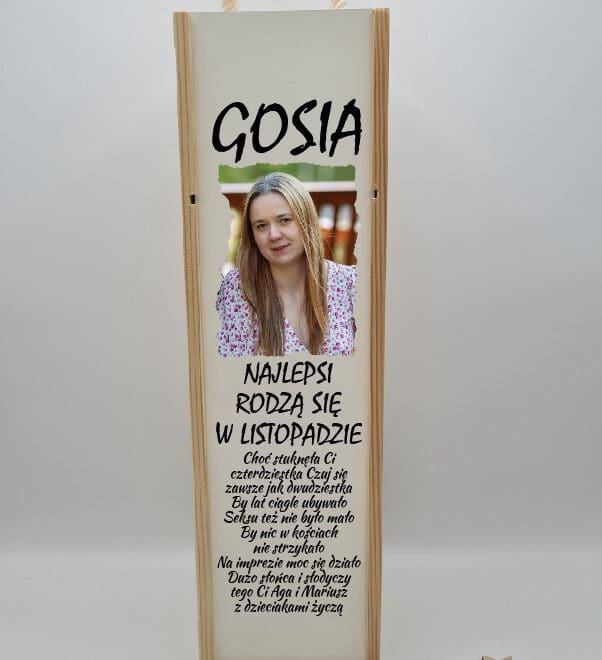 GOSIA
NAJLEPSI
RODZĄ SIĘ
W LISTOPADZIE
Choć stuknęła Ci
czterdziestka Czuj się
zawsze jak dwudziestka
By lat ciągle ubywało
Seksu też nie było mało
By nic w kościach
nie strzykało
Na imprezie moc się działo
Dużo słońca i słodyczy
tego Ci Aga i Mariusz
z dzieciakami życzą